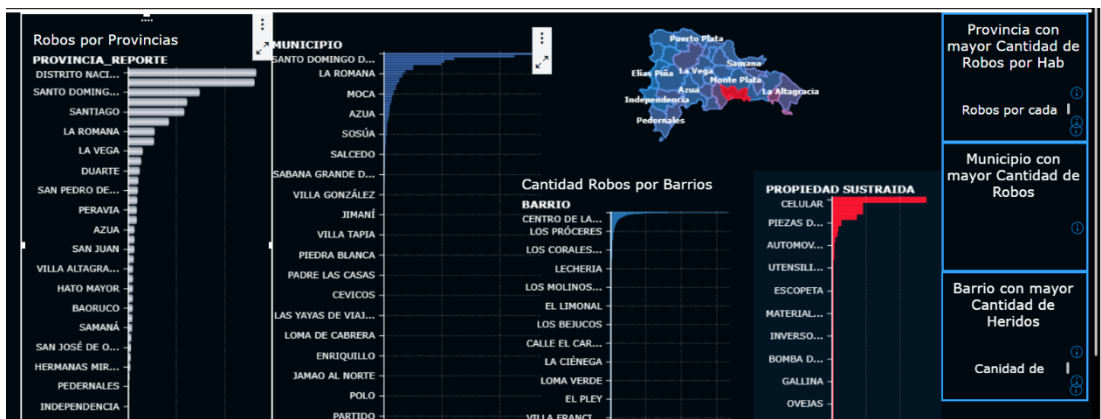 Robos por Provincias
PROVINCIA_REPORTE
DISTRITO NACI...
SANTO DOMING...
SANTIAGO
LA ROMANA
LA VEGA
DUARTE
SAN PEDRO DE...
PERAVIA
AZUA
SAN JUAN
VILLA ALTAGRA...
HATO MAYOR
BAORUCO
SAMANÁ
SAN JOSÉ DE O...
HERMANAS MIR...
PEDERNALES
INDEPENDENCIA
MUNICIPIO
SANTO DOMINGO D...
LA ROMANA
MOCA
AZUA
SOSÚA
SALCEDO
SABANA GRANDE D...
VILLA GONZÁLEZ
JIMANÍ
VILLA TAPIA
PIEDRA BLANCA
PADRE LAS CASAS
CEVICOS
LAS YAYAS DE VIAJ...
LOMA DE CABRERA
ENRIQUILLO
JAMAO AL NORTE
POLO
PARTIDO
Puerto Plata
Samana
Elías Piña
La Vega
Monte Plata
Azua
La Altagracia
Independencia
Pedernales
Cantidad Robos por Barrios
BARRIO
CENTRO DE LA...
LOS PRÓCERES
LOS CORALES...
LECHERIA
LOS MOLINOS...
EL LIMONAL
LOS BEJUCOS
CALLE EL CAR...
LA CIÉNEGA
LOMA VERDE
EL PLEY
VILLA FRANCI...
PROPIEDAD SUSTRAIDA
CELULAR
PIEZAS D...
AUTOMOV...
UTENSILI...
ESCOPETA
MATERIAL...
INVERSO...
BOMBA D...
GALLINA
OVEJAS
Provincia con
mayor Cantidad de
Robos por Hab
Robos por cada
Municipio con
mayor Cantidad de
Robos
Barrio con mayor
Cantidad de
Heridos
Canidad de